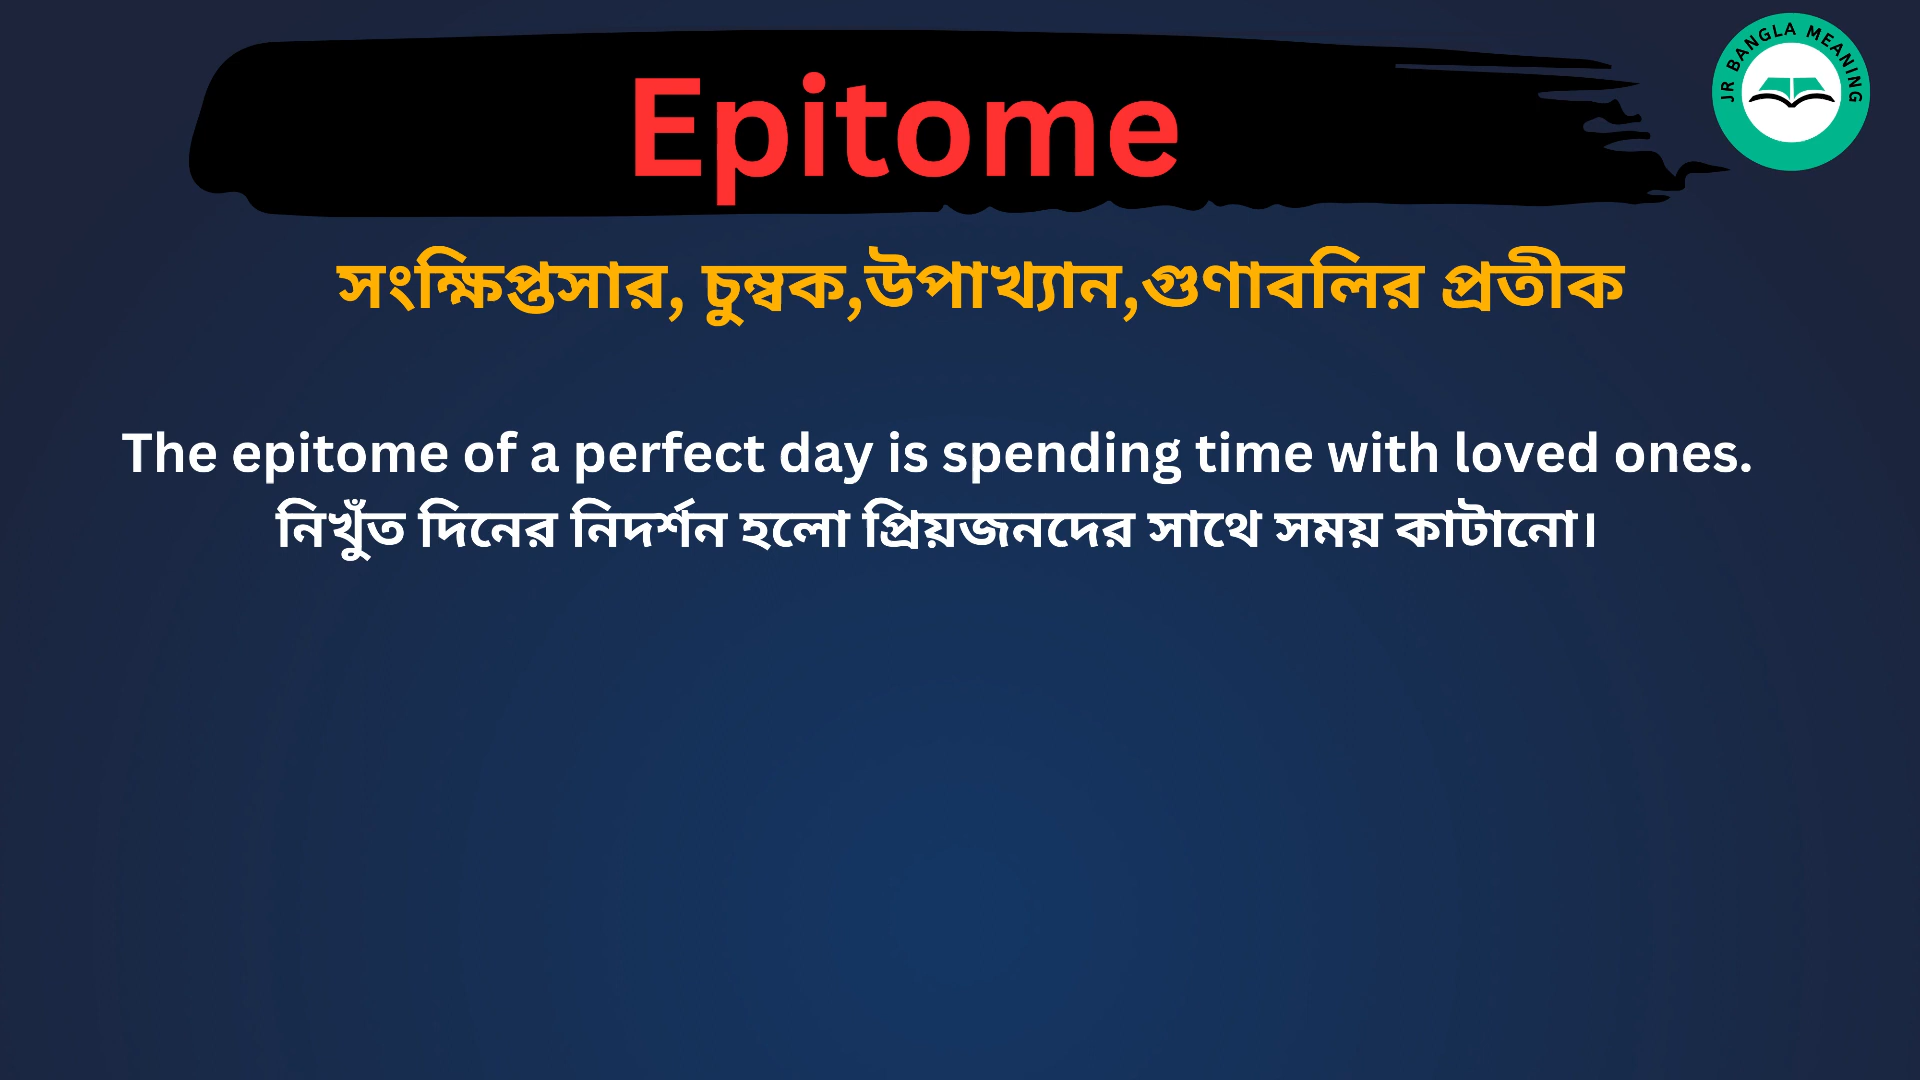 Epitome
JR BANGLA MEANING
সংক্ষিপ্তসার, চুম্বক,উপাখ্যান,গুণাবলির প্রতীক
The epitome of a perfect day is spending time with loved ones.
নিখুঁত দিনের নিদর্শন হলো প্রিয়জনদের সাথে সময় কাটানো।